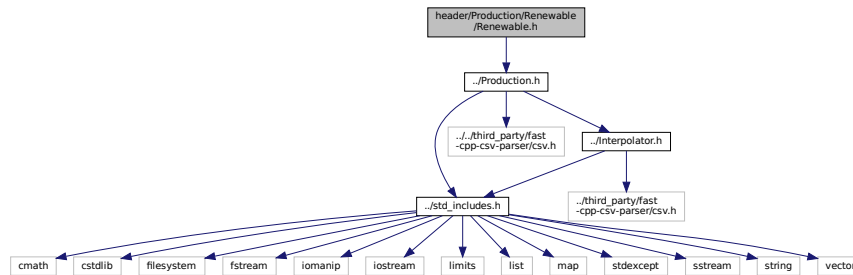 header/Production/Renewable
/Renewable.h
../Production.h
../../third_party/fast
-cpp-csv-parser/csv.h
../Interpolator.h
../std_includes.h
../third_party/fast
-cpp-csv-parser/csv.h
cmath
cstdlib
filesystem
fstream
iomanip
iostream
limits
list
map
stdexcept
sstream
string
vector